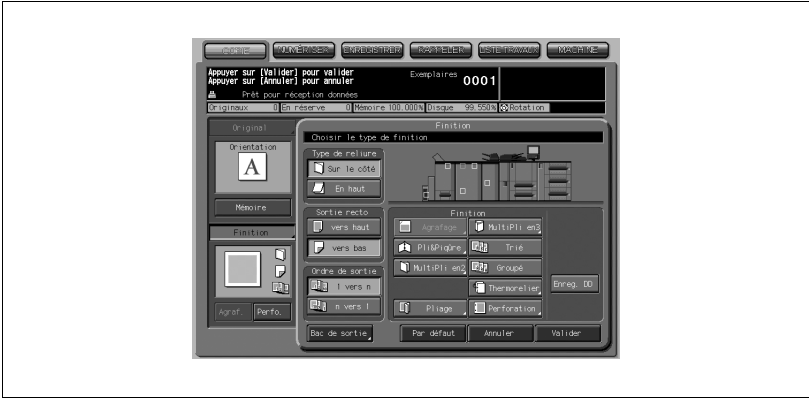 COPIE NUMÉRISER ENREGISTRER RAPPELER LISTE TRAVAUX MACHINE
Appuyer sur [Valider] pour valider
Appuyer sur [Annuler] pour annuler
Exemplaires 0001
Prêt pour réception données
Originaux 0 En réserve 0 Mémoire 100.000% Disque 99.550% Rotation
Original
Orientation
A
Mémoire
Finition
Agraf. Perfo.
Finition
Choisir le type de finition
Type de reliure
Sur le côté
En haut
Sortie recto
vers haut
vers bas
Ordre de sortie
1 vers n
n vers 1
Bac de sortie
Finition
Agrafage MultiPli en3
Pli&Piqûre Trié
MultiPli en2 Groupé
Thermorelier
Pliage Perforation
Enreg. DD
Par défaut Annuler Valider